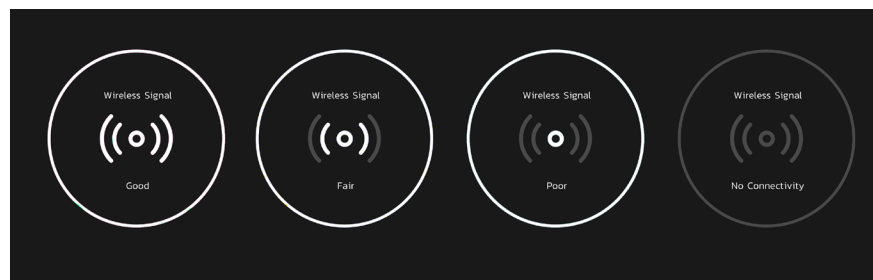 Wireless Signal
Good
Wireless Signal
Fair
Wireless Signal
Poor
Wireless Signal
No Connectivity